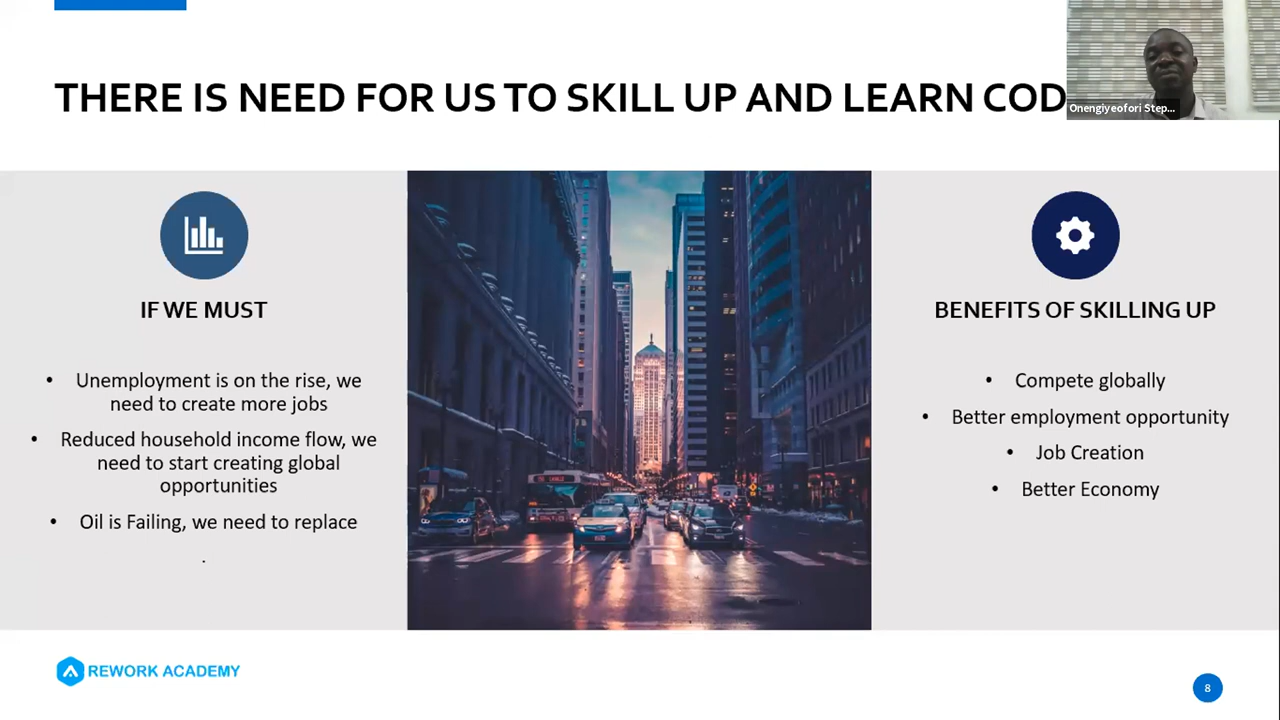 THERE IS NEED FOR US TO SKILL UP AND LEARN COD
Onengiyeofori Step...
IF WE MUST
• Unemployment is on the rise, we
need to create more jobs
• Reduced household income flow, we
need to start creating global
opportunities
• Oil is Failing, we need to replace
.
BENEFITS OF SKILLING UP
• Compete globally
• Better employment opportunity
• Job Creation
• Better Economy
REWORK ACADEMY
8